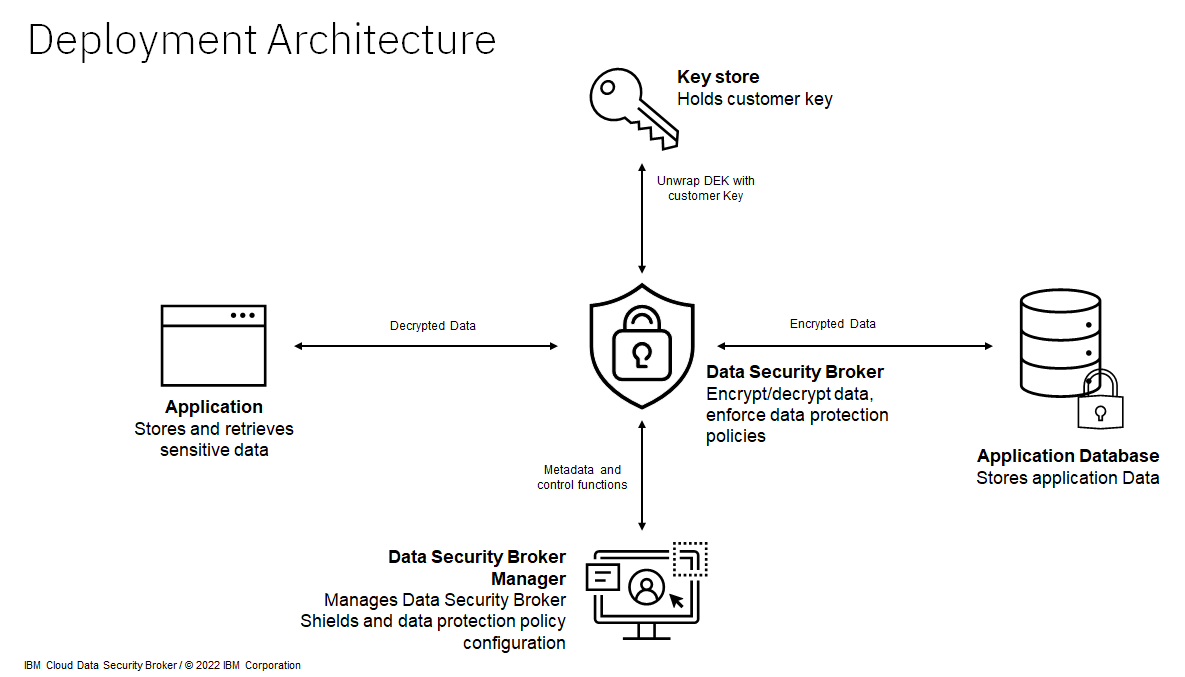 Deployment Architecture
Key store
Holds customer key
Unwrap DEK with
customer Key
Decrypted Data
Encrypted Data
Application
Stores and retrieves
sensitive data
Data Security Broker
Encrypt/decrypt data,
enforce data protection
policies
Application Database
Stores application Data
Metadata and
control functions
Data Security Broker
Manager
Manages Data Security Broker
Shields and data protection policy
configuration
IBM Cloud Data Security Broker / © 2022 IBM Corporation